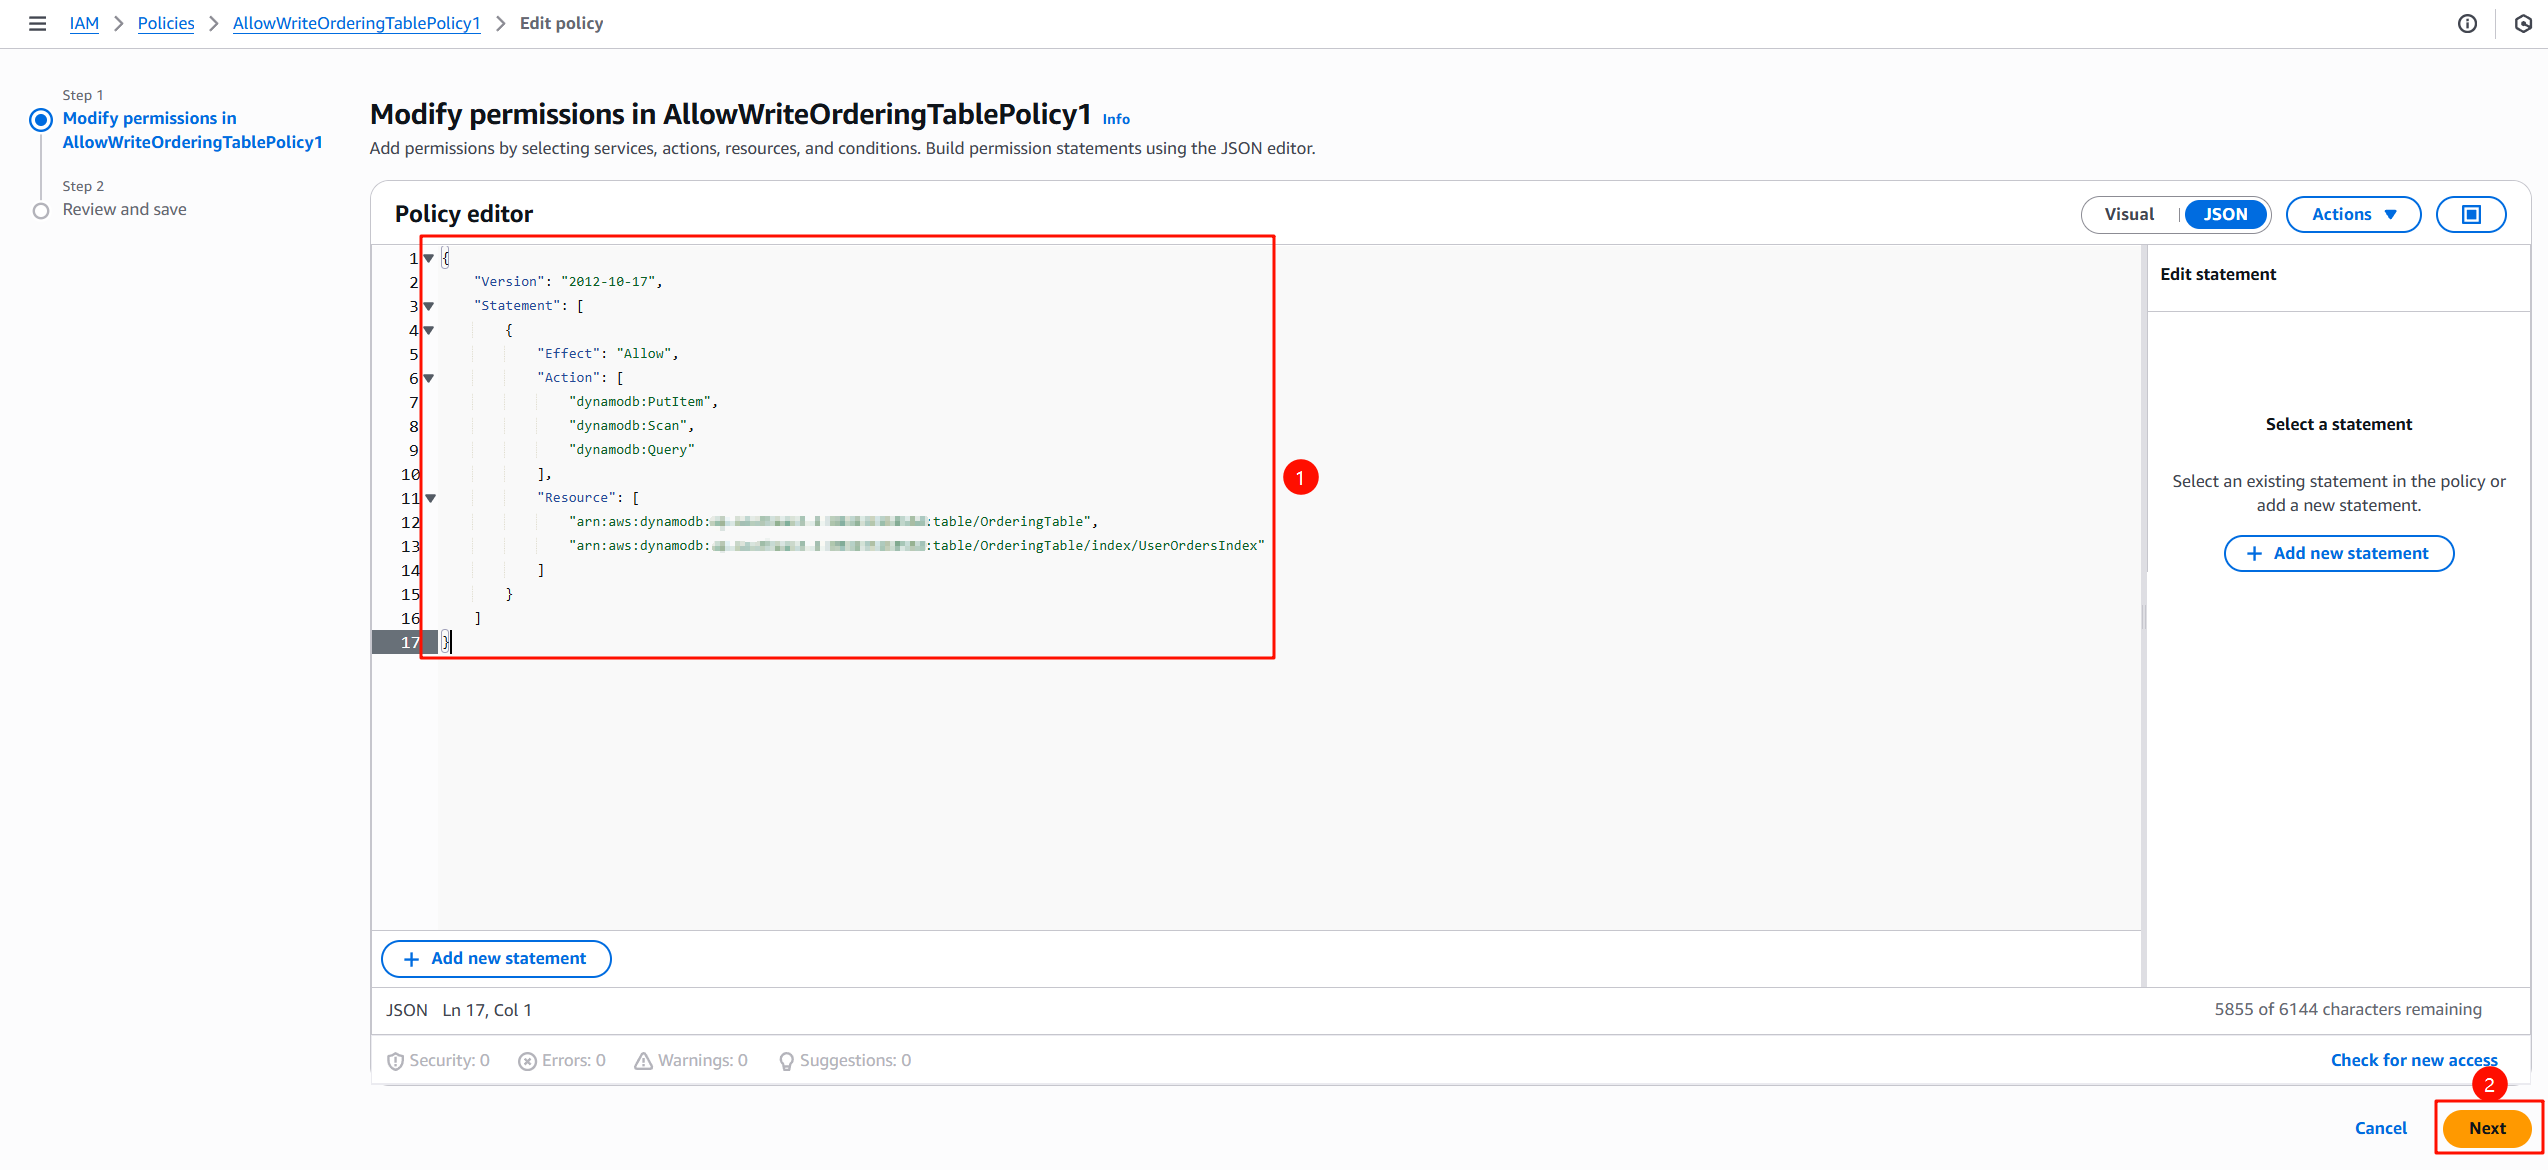 IAM > Policies > AllowWriteOrderingTablePolicy1 > Edit policy
Step 1
Modify permissions in
AllowWriteOrderingTablePolicy1
Step 2
Review and save
Modify permissions in AllowWriteOrderingTablePolicy1 Info
Add permissions by selecting services, actions, resources, and conditions. Build permission statements using the JSON editor.
Policy editor
Visual | JSON
Actions
1 {
2 "Version": "2012-10-17",
3 "Statement": [
4 {
5 "Effect": "Allow",
6 "Action": [
7 "dynamodb:PutItem",
8 "dynamodb:Scan",
9 "dynamodb:Query"
10 ],
11 "Resource": [
12 "arn:aws:dynamodb: :table/OrderingTable",
13 "arn:aws:dynamodb: :table/OrderingTable/index/UserOrdersIndex"
14 ]
15 }
16 ]
17 }
1
Edit statement
Select a statement
Select an existing statement in the policy or
add a new statement.
+ Add new statement
+ Add new statement
JSON Ln 17, Col 1
5855 of 6144 characters remaining
Security: 0 Errors: 0 Warnings: 0 Suggestions: 0
Check for new access
2
Cancel
Next